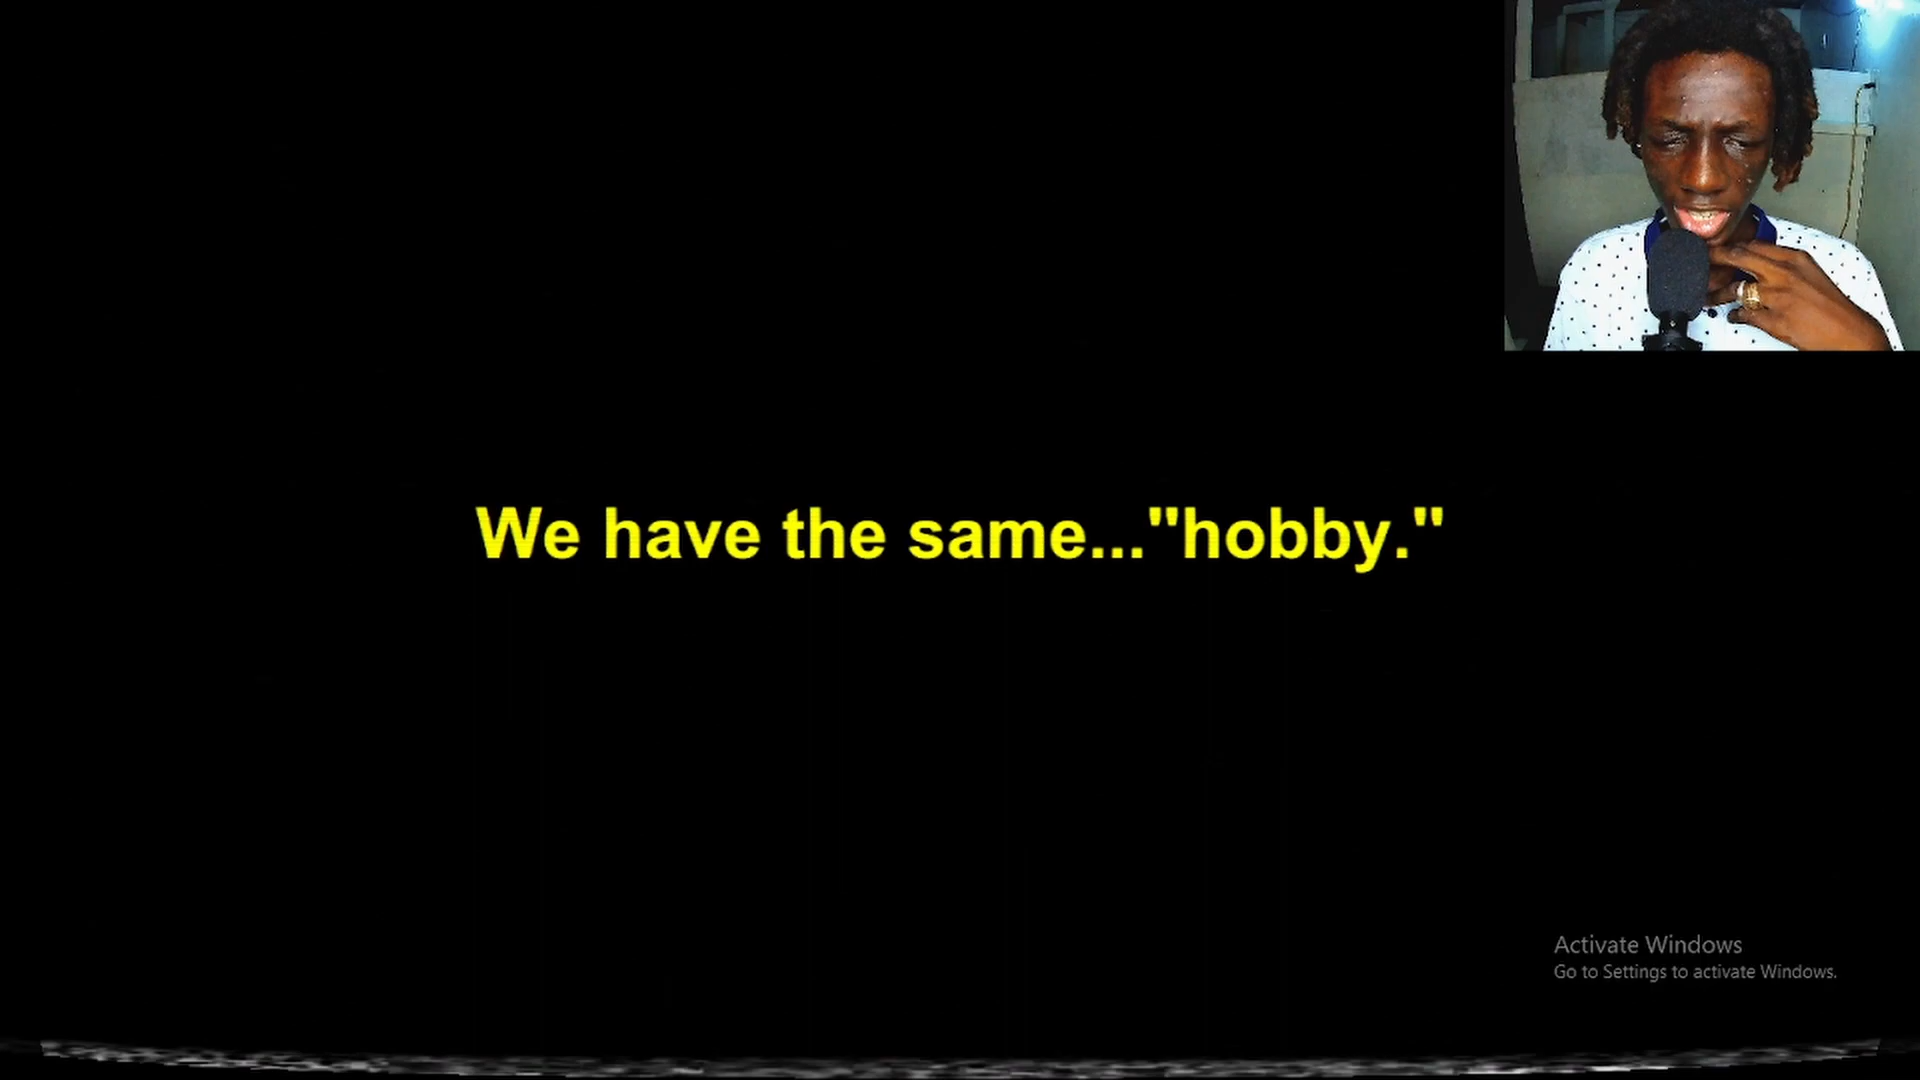 We have the same..."hobby."
Activate Windows
Go to Settings to activate Windows.